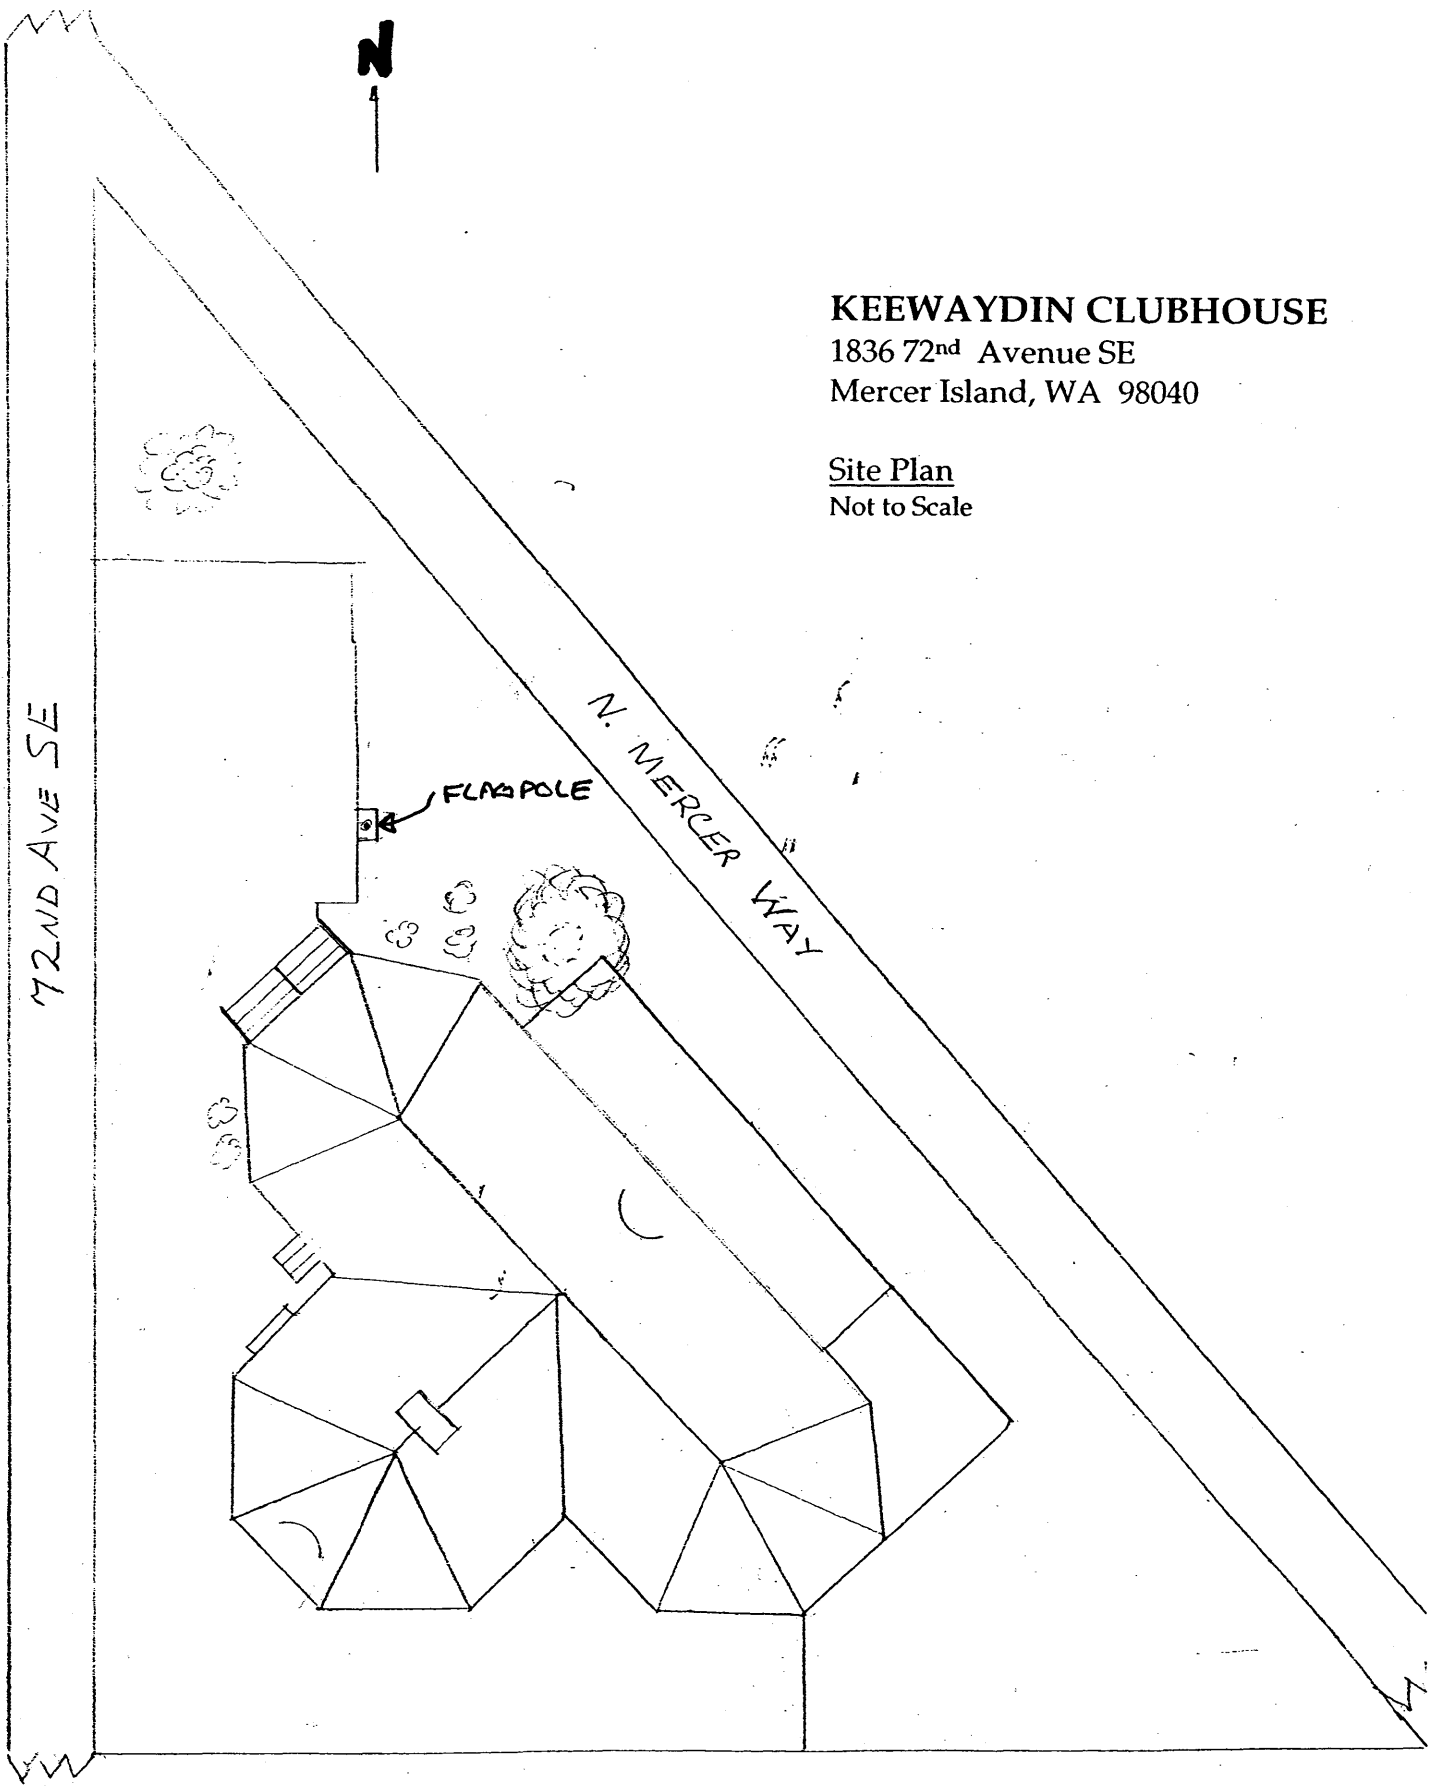 N
KEEWAYDIN CLUBHOUSE
1836 72nd Avenue SE
Mercer Island, WA 98040
Site Plan
Not to Scale
N. MERCER WAY
72ND AVE SE
FLAGPOLE